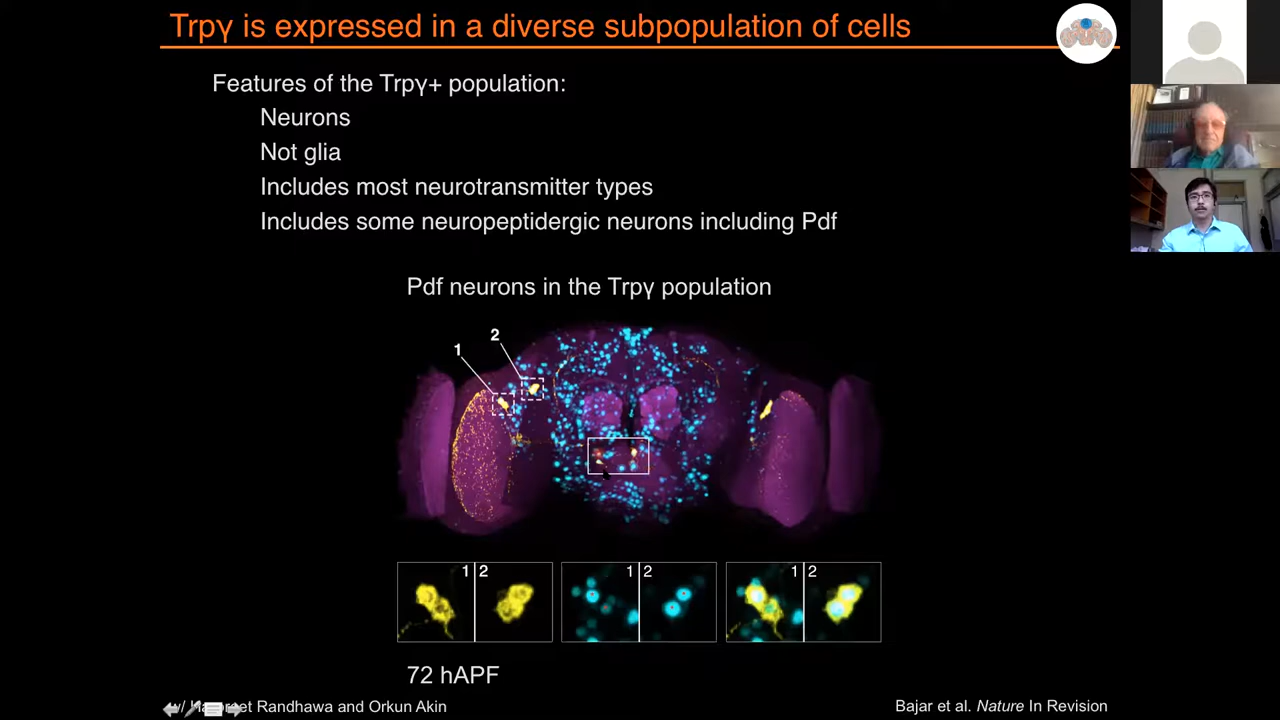 Trpγ is expressed in a diverse subpopulation of cells
Features of the Trpγ+ population:
Neurons
Not glia
Includes most neurotransmitter types
Includes some neuropeptidergic neurons including Pdf
Pdf neurons in the Trpγ population
1
2
1 2
1 2
1 2
72 hAPF
Randhawa and Orkun Akin
Bajar et al. Nature In Revision